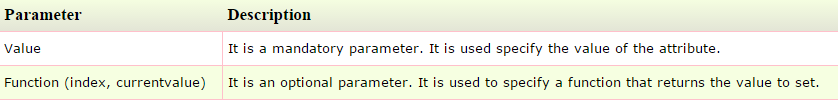 Parameter Description
Value It is a mandatory parameter. It is used specify the value of the attribute.
Function (index, currentvalue) It is an optional parameter. It is used to specify a function that returns the value to set.